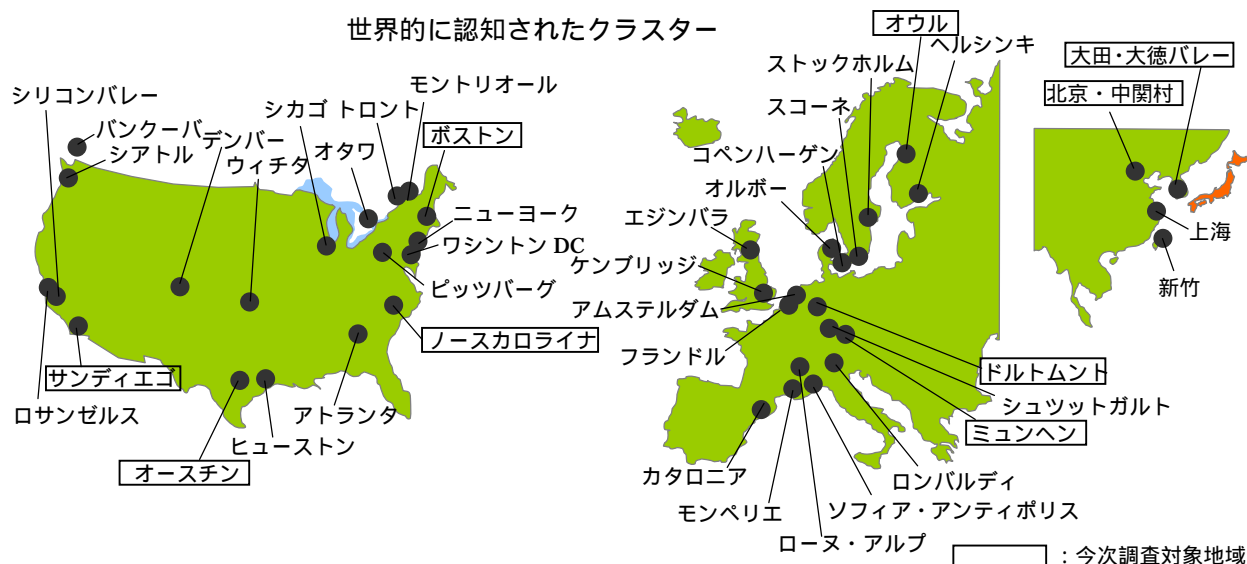 世界的に認知されたクラスター
シリコンバレー
バンクーバ
シアトル
デンバー
ウィチタ
シカゴ
トロント
オタワ
モントリオール
ボストン
ニューヨーク
ワシントン DC
ピッツバーグ
ノースカロライナ
サンディエゴ
ロサンゼルス
オースチン
ヒューストン
アトランタ
オウル
ヘルシンキ
ストックホルム
スコーネ
コペンハーゲン
オルボー
エジンバラ
ケンブリッジ
アムステルダム
フランドル
ドルトムント
シュツットガルト
ミュンヘン
カタロニア
ロンバルディ
モンペリエ
ソフィア・アンティポリス
ローヌ・アルプ
大田・大徳バレー
北京・中関村
上海
新竹
：今次調査対象地域